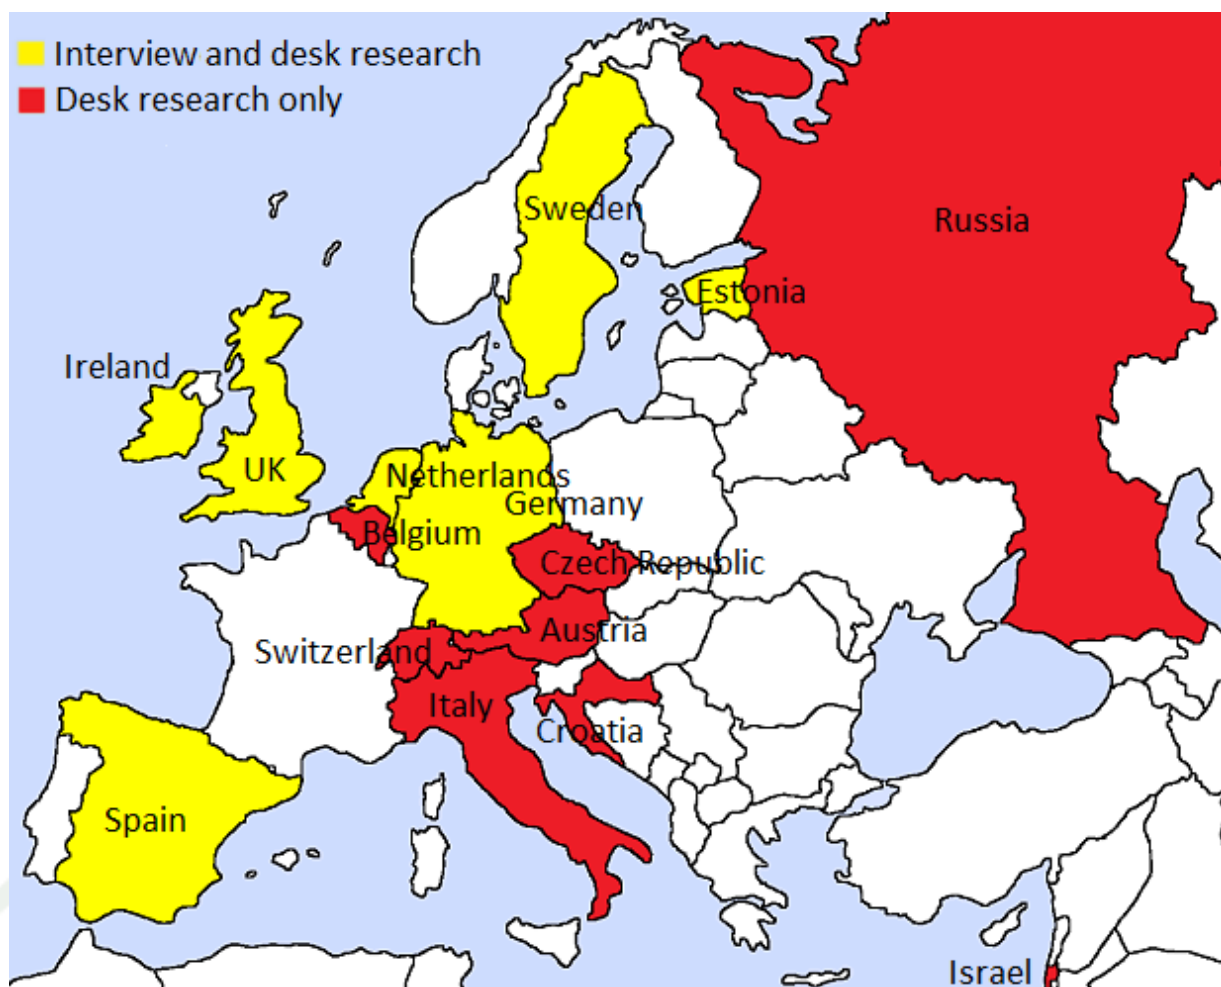 Interview and desk research
Desk research only
Sweden
Russia
Estonia
Ireland
UK
Netherlands
Germany
Belgium
Czech Republic
Austria
Switzerland
Italy
Croatia
Spain
Israel